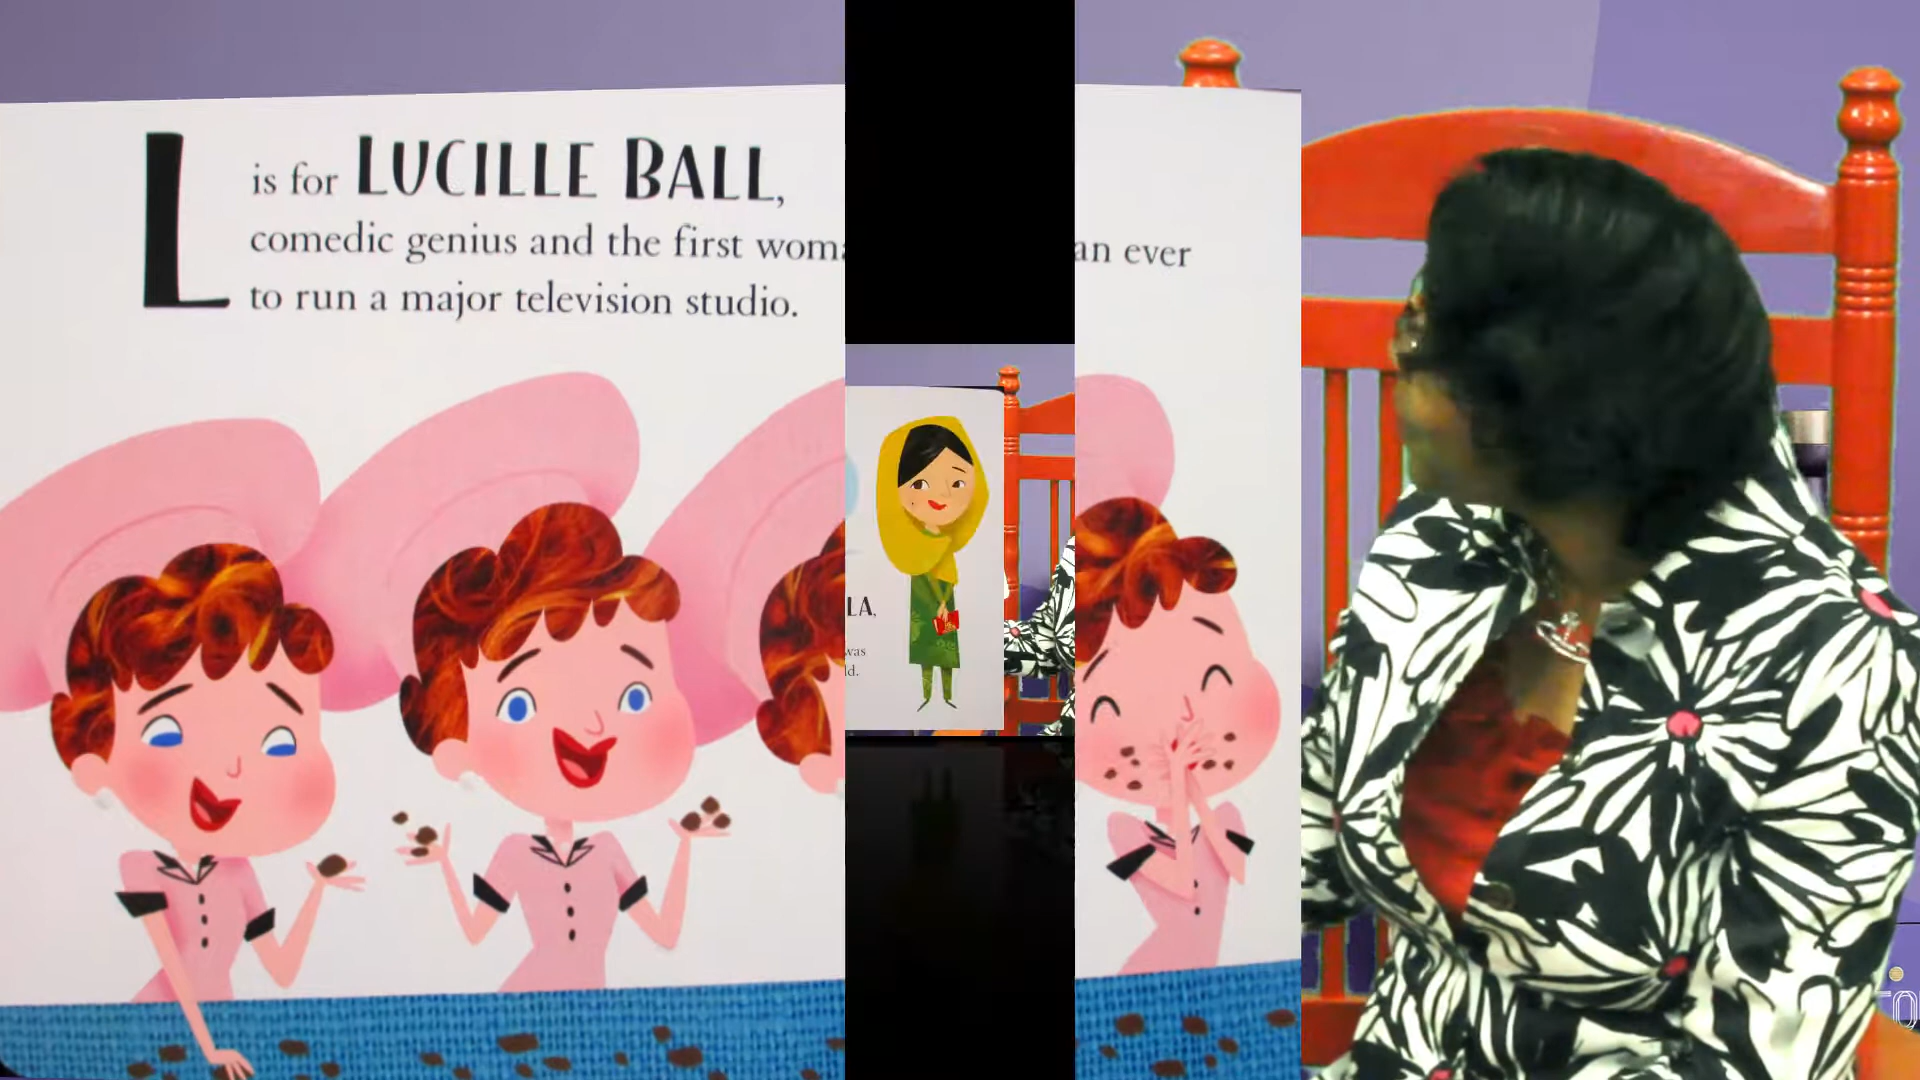 L is for LUCILLE BALL,
comedic genius and the first woma an ever
to run a major television studio.
LA,
was
ld.